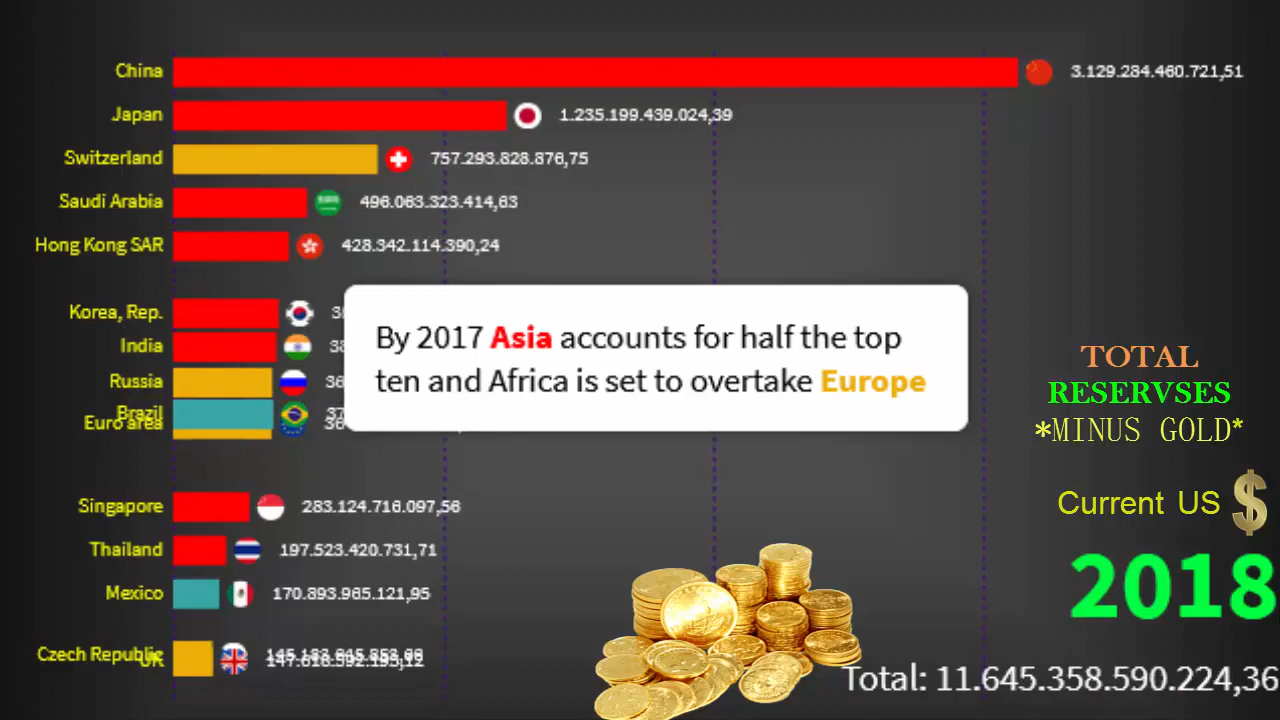 China 3.129.284.460.721,51
Japan 1.235.199.439.024,39
Switzerland 757.293.828.876,75
Saudi Arabia 496.063.323.414,63
Hong Kong SAR 428.342.114.390,24
Korea, Rep.
India
Russia
Brazil
Euro area
By 2017 Asia accounts for half the top
ten and Africa is set to overtake Europe
TOTAL
RESERVSES
*MINUS GOLD*
Current US $
2018
Singapore 283.124.716.097,56
Thailand 197.523.420.731,71
Mexico 170.893.965.121,95
Czech Republic
UK
Total: 11.645.358.590.224,36